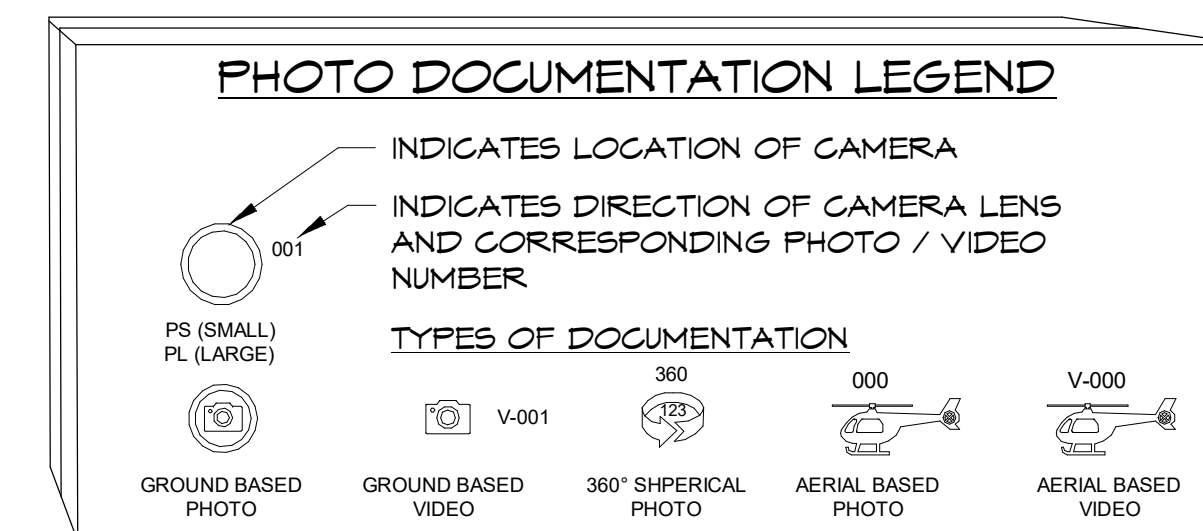 PHOTO DOCUMENTATION LEGEND
INDICATES LOCATION OF CAMERA
INDICATES DIRECTION OF CAMERA LENS
AND CORRESPONDING PHOTO / VIDEO
NUMBER
001
PS (SMALL)
PL (LARGE)
TYPES OF DOCUMENTATION
GROUND BASED
PHOTO
V-001
GROUND BASED
VIDEO
360
123
360° SHPERICAL
PHOTO
000
AERIAL BASED
PHOTO
V-000
AERIAL BASED
VIDEO